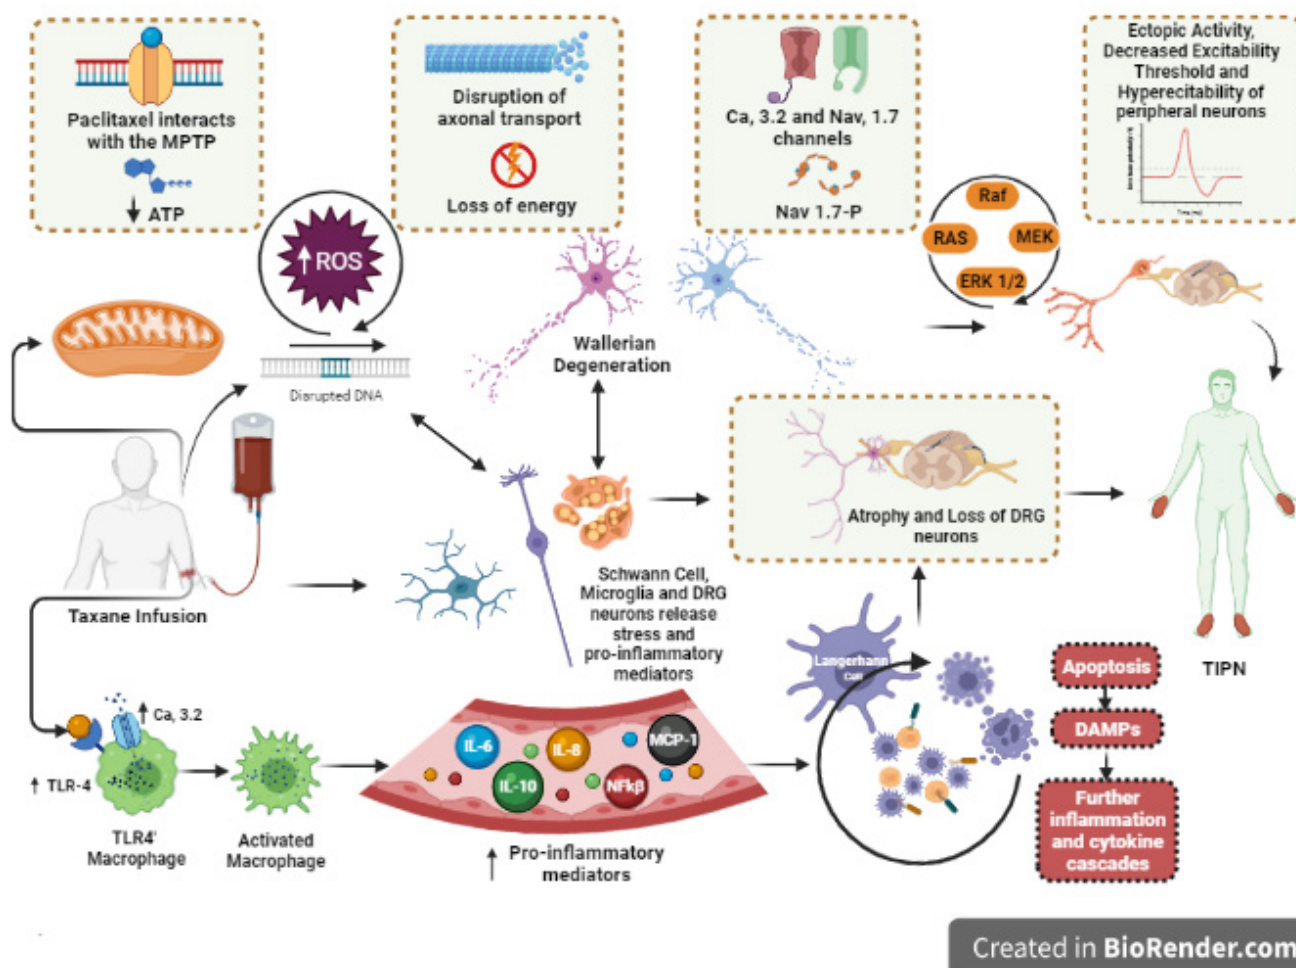 Paclitaxel interacts
with the MPTP
ATP
ROS
Disrupted DNA
Disruption of
axonal transport
Loss of energy
Ca, 3.2 and Nav, 1.7
channels
Nav 1.7-P
Raf
RAS
MEK
ERK 1/2
Ectopic Activity,
Decreased Excitability
Threshold and
Hyperecitability of
peripheral neurons
Wallerian
Degeneration
Taxane Infusion
Schwann Cell,
Microglia and DRG
neurons release
stress and
pro-inflammatory
mediators
Atrophy and Loss of DRG
neurons
TIPN
Ca, 3.2
TLR-4
TLR4'
Macrophage
Activated
Macrophage
IL-6
IL-8
MCP-1
IL-10
NFkβ
Pro-inflammatory
mediators
Langerhann
Cell
Apoptosis
DAMPs
Further
inflammation
and cytokine
cascades
Created in BioRender.com